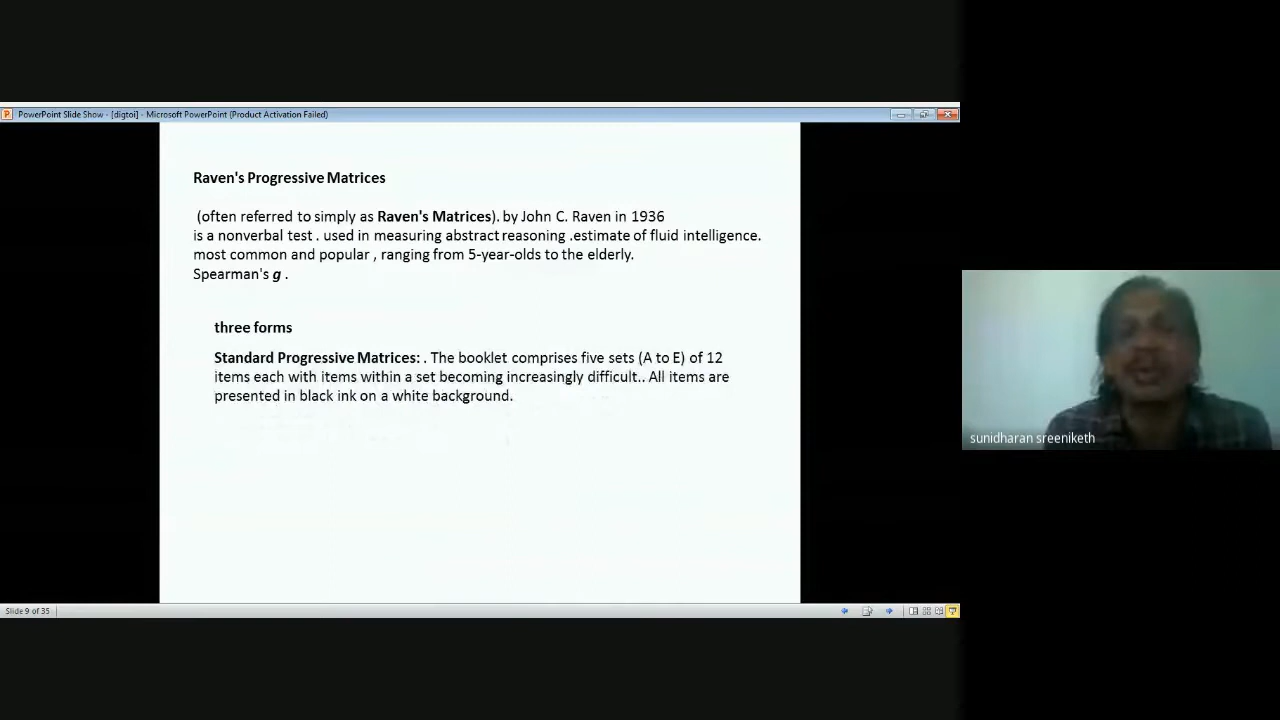 PowerPoint Slide Show - [digtoi] - Microsoft PowerPoint (Product Activation Failed)
Raven's Progressive Matrices
(often referred to simply as Raven's Matrices). by John C. Raven in 1936
is a nonverbal test . used in measuring abstract reasoning .estimate of fluid intelligence.
most common and popular , ranging from 5-year-olds to the elderly.
Spearman's g .
three forms
Standard Progressive Matrices: . The booklet comprises five sets (A to E) of 12
items each with items within a set becoming increasingly difficult.. All items are
presented in black ink on a white background.
sunidharan sreeniketh
Slide 9 of 35